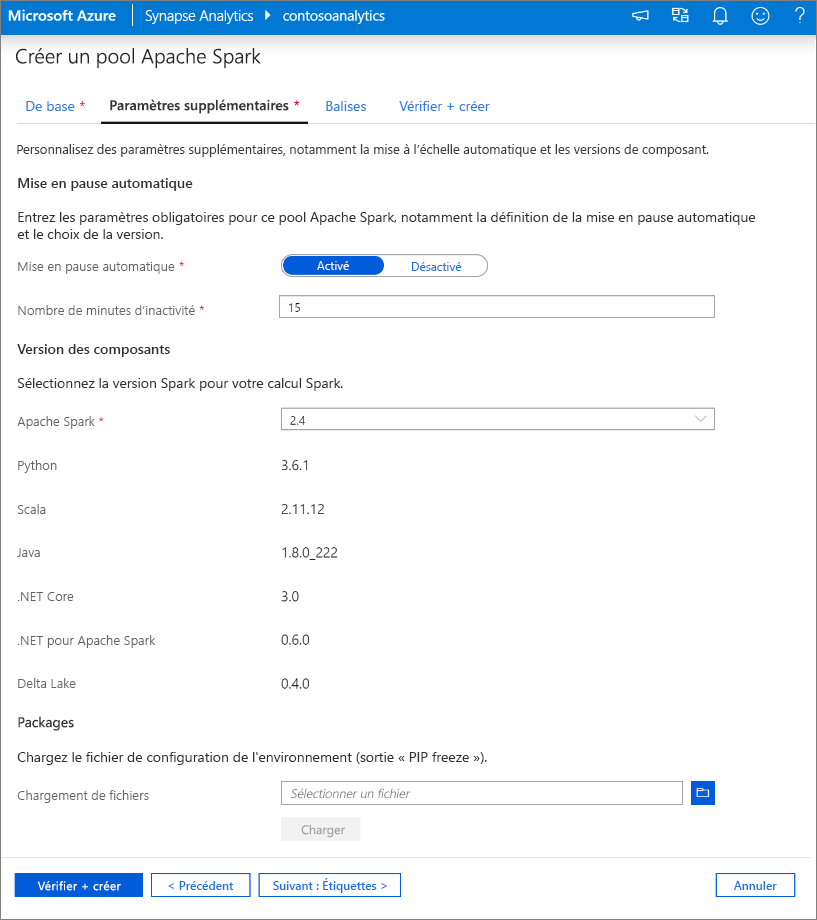 Microsoft Azure Synapse Analytics contosoanalytics ?
Créer un pool Apache Spark
De base * Paramètres supplémentaires * Balises Vérifier + créer
Personnalisez des paramètres supplémentaires, notamment la mise à l'échelle automatique et les versions de composant.
Mise en pause automatique
Entrez les paramètres obligatoires pour ce pool Apache Spark, notamment la définition de la mise en pause automatique
et le choix de la version.
Mise en pause automatique * Activé Désactivé
Nombre de minutes d'inactivité * 15
Version des composants
Sélectionnez la version Spark pour votre calcul Spark.
Apache Spark * 2.4
Python 3.6.1
Scala 2.11.12
Java 1.8.0_222
.NET Core 3.0
.NET pour Apache Spark 0.6.0
Delta Lake 0.4.0
Packages
Chargez le fichier de configuration de l'environnement (sortie « PIP freeze »).
Chargement de fichiers Sélectionner un fichier
Charger
Vérifier + créer < Précédent Suivant : Étiquettes > Annuler